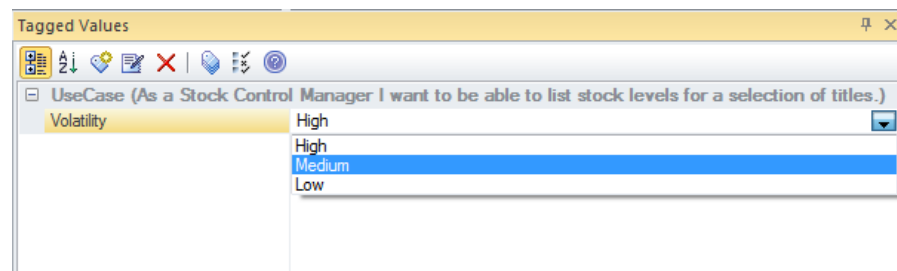 Tagged Values
UseCase (As a Stock Control Manager I want to be able to list stock levels for a selection of titles.)
Volatility High
High
Medium
Low